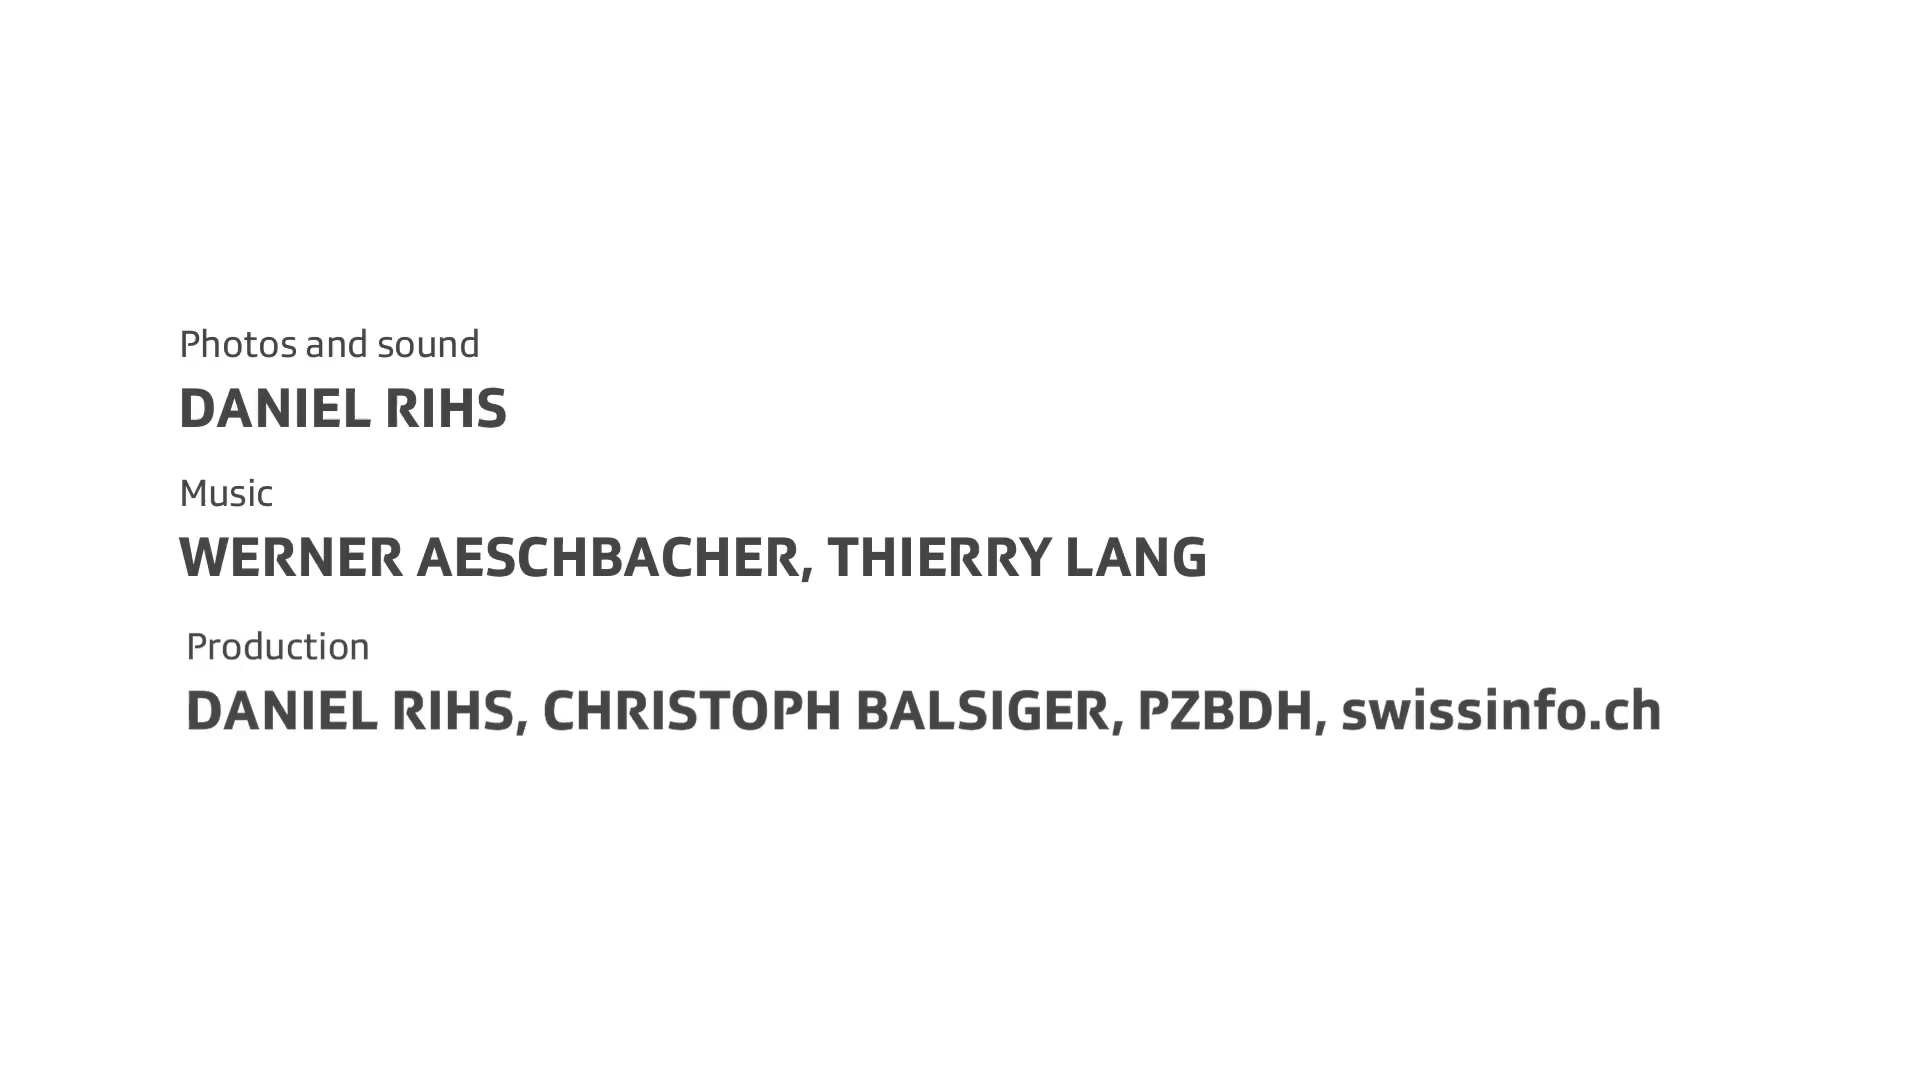 Photos and sound
DANIEL RIHS
Music
WERNER AESCHBACHER, THIERRY LANG
Production
DANIEL RIHS, CHRISTOPH BALSIGER, PZBDH, swissinfo.ch